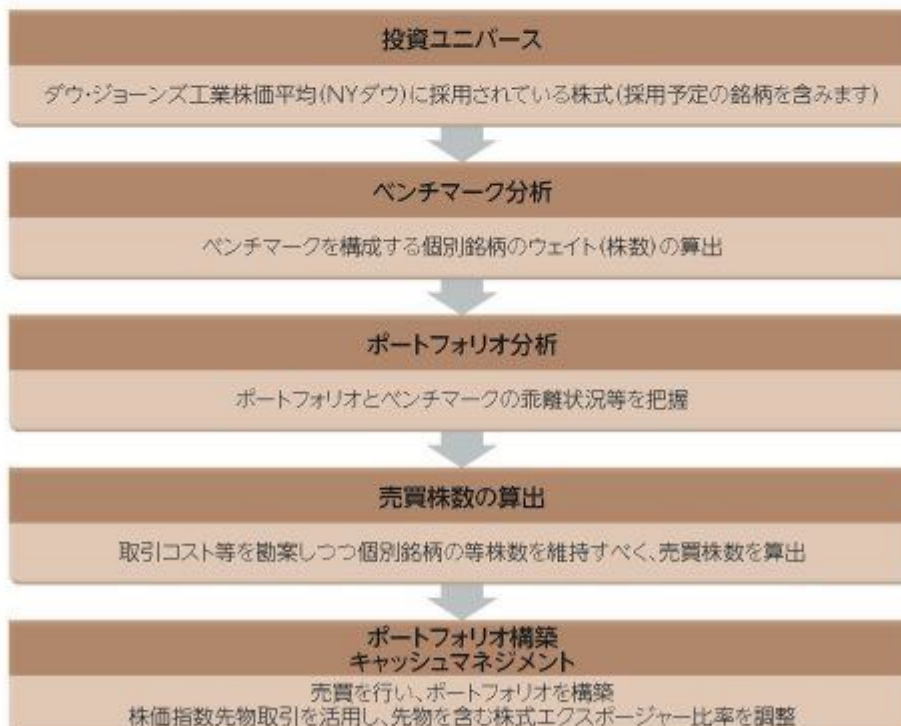 投資ユニバース
ダウ・ジョーンズ工業株価平均(NYダウ)に採用されている株式(採用予定の銘柄を含みます)
ベンチマーク分析
ベンチマークを構成する個別銘柄のウェイト(株数)の算出
ポートフォリオ分析
ポートフォリオとベンチマークの乖離状況等を把握
売買株数の算出
取引コスト等を勘案しつつ個別銘柄の等株数を維持すべく、売買株数を算出
ポートフォリオ構築
キャッシュマネジメント
売買を行い、ポートフォリオを構築
株価指数先物取引を活用し、先物を含む株式エクスポージャー比率を調整